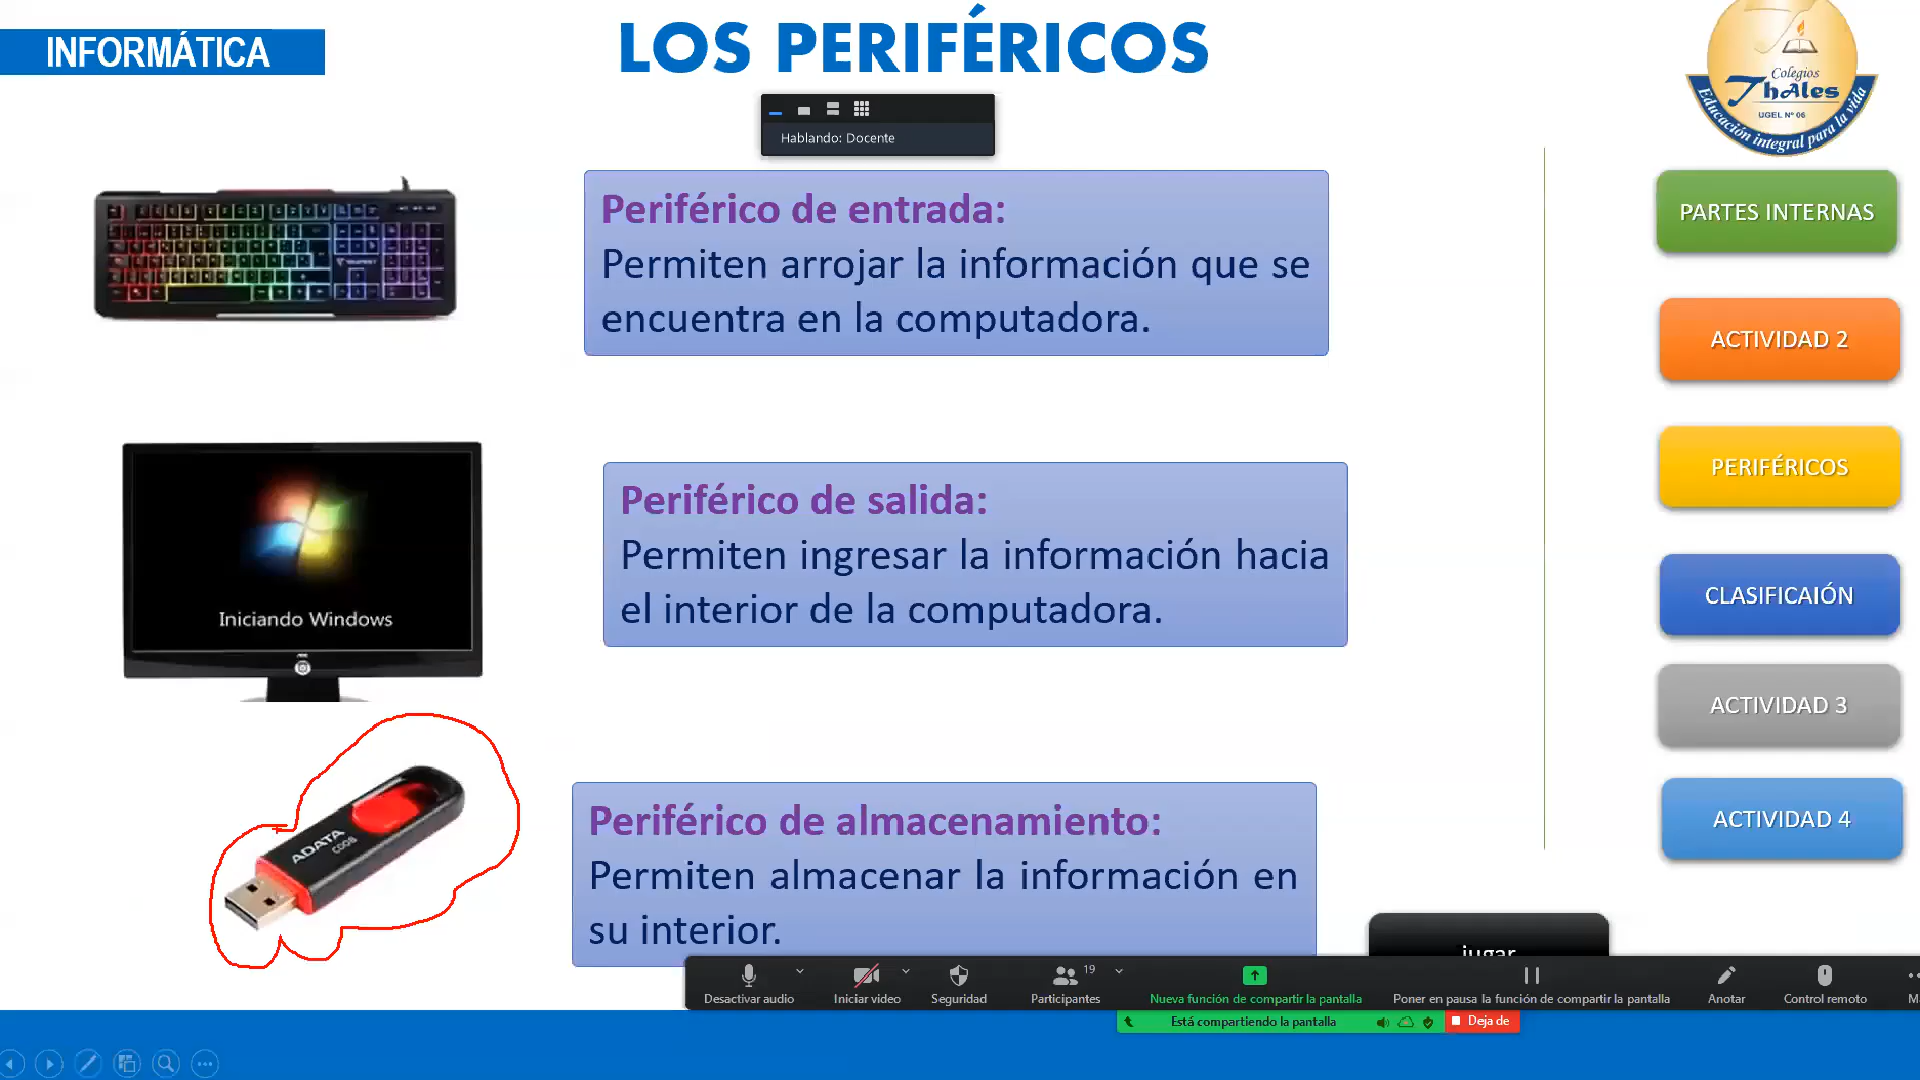 INFORMÁTICA
LOS PERIFÉRICOS
Colegios
ThAles
UGEL Nº 06
Educación integral para la vida
Hablando: Docente
Periférico de entrada:
Permiten arrojar la información que se
encuentra en la computadora.
PARTES INTERNAS
ACTIVIDAD 2
Iniciando Windows
Periférico de salida:
Permiten ingresar la información hacia
el interior de la computadora.
PERIFÉRICOS
CLASIFICAIÓN
ACTIVIDAD 3
ADATA
C008
Periférico de almacenamiento:
Permiten almacenar la información en
su interior.
ACTIVIDAD 4
jugar
19
Desactivar audio
Iniciar video
Seguridad
Participantes
Nueva función de compartir la pantalla
Poner en pausa la función de compartir la pantalla
Anotar
Control remoto
Está compartiendo la pantalla
Deja de